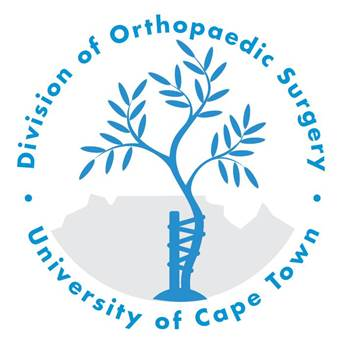 Division of Orthopaedic Surgery
University of Cape Town